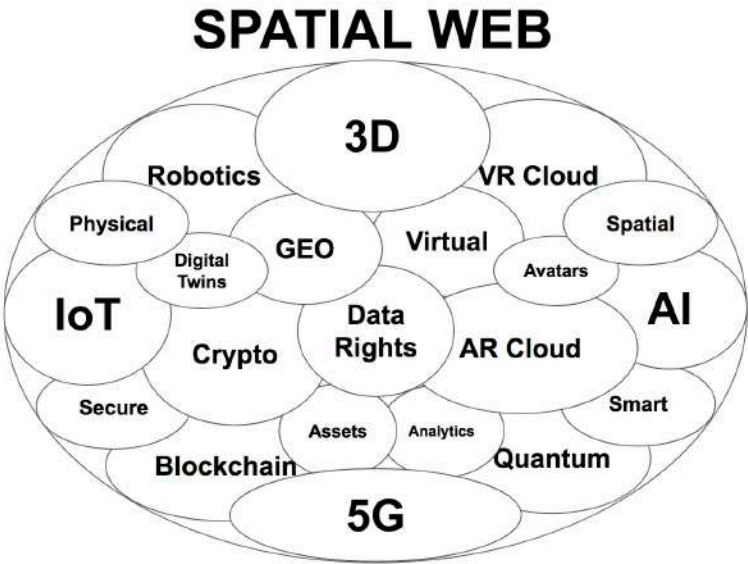 SPATIAL WEB
3D
Robotics
VR Cloud
Physical
Spatial
GEO
Virtual
Digital
Twins
Avatars
IoT
AI
Data
Rights
Crypto
AR Cloud
Secure
Smart
Assets
Analytics
Blockchain
Quantum
5G